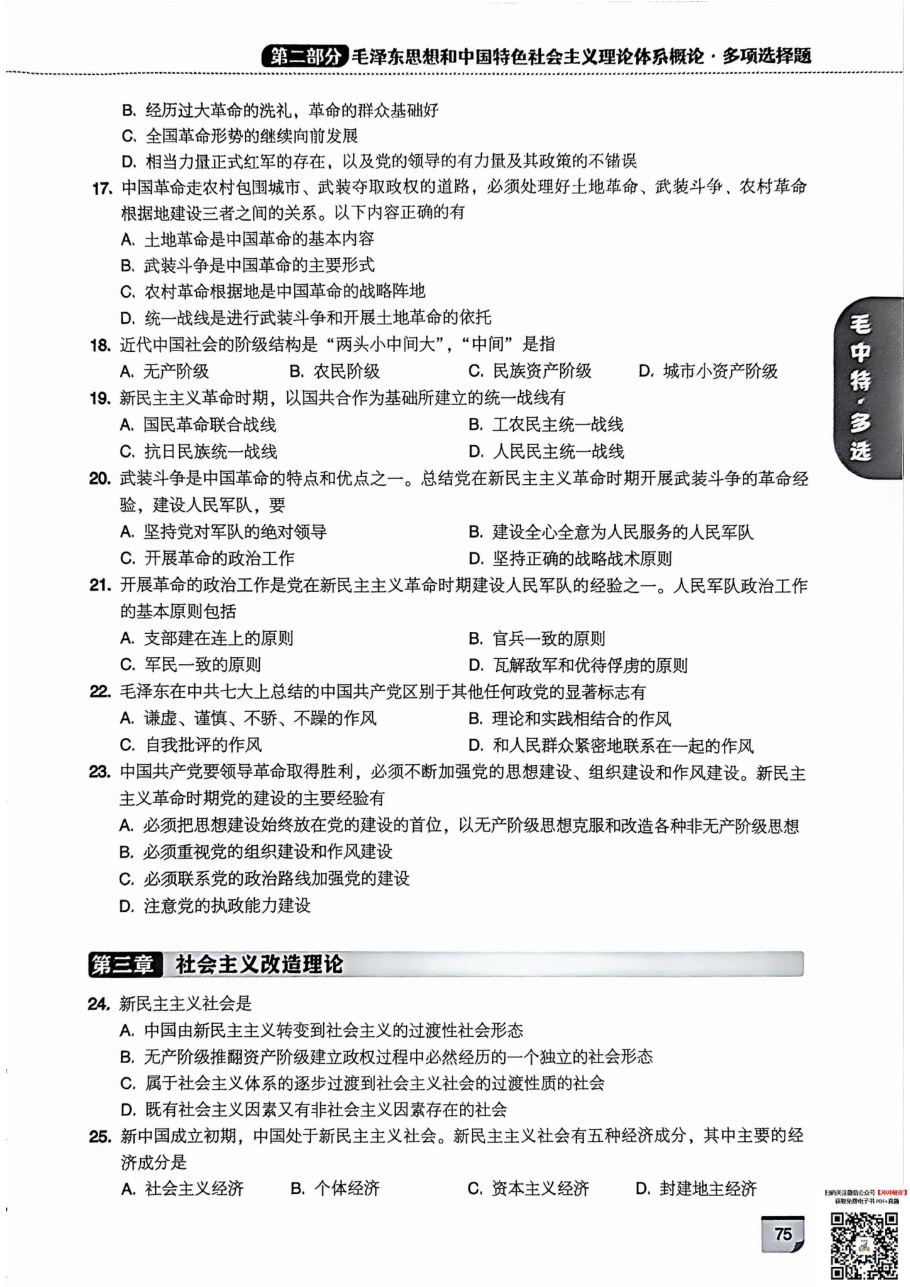 第二部分 毛泽东思想和中国特色社会主义理论体系概论·多项选择题
B. 经历过大革命的洗礼，革命的群众基础好
C. 全国革命形势的继续向前发展
D. 相当力量正式红军的存在，以及党的领导的有力量及其政策的不错误
17. 中国革命走农村包围城市、武装夺取政权的道路，必须处理好土地革命、武装斗争、农村革命
根据地建设三者之间的关系。以下内容正确的有
A. 土地革命是中国革命的基本内容
B. 武装斗争是中国革命的主要形式
C. 农村革命根据地是中国革命的战略阵地
D. 统一战线是进行武装斗争和开展土地革命的依托
18. 近代中国社会的阶级结构是“两头小中间大”，“中间”是指
A. 无产阶级 B. 农民阶级 C. 民族资产阶级 D. 城市小资产阶级
19. 新民主主义革命时期，以国共合作为基础所建立的统一战线有
A. 国民革命联合战线 B. 工农民主统一战线
C. 抗日民族统一战线 D. 人民民主统一战线
20. 武装斗争是中国革命的特点和优点之一。总结党在新民主主义革命时期开展武装斗争的革命经
验，建设人民军队，要
A. 坚持党对军队的绝对领导 B. 建设全心全意为人民服务的人民军队
C. 开展革命的政治工作 D. 坚持正确的战略战术原则
21. 开展革命的政治工作是党在新民主主义革命时期建设人民军队的经验之一。人民军队政治工作
的基本原则包括
A. 支部建在连上的原则 B. 官兵一致的原则
C. 军民一致的原则 D. 瓦解敌军和优待俘虏的原则
22. 毛泽东在中共七大上总结的中国共产党区别于其他任何政党的显著标志有
A. 谦虚、谨慎、不骄、不躁的作风 B. 理论和实践相结合的作风
C. 自我批评的作风 D. 和人民群众紧密地联系在一起的作风
23. 中国共产党要领导革命取得胜利，必须不断加强党的思想建设、组织建设和作风建设。新民主
主义革命时期党的建设的主要经验有
A. 必须把思想建设始终放在党的建设的首位，以无产阶级思想克服和改造各种非无产阶级思想
B. 必须重视党的组织建设和作风建设
C. 必须联系党的政治路线加强党的建设
D. 注意党的执政能力建设
毛中特·多选
第三章 社会主义改造理论
24. 新民主主义社会是
A. 中国由新民主主义转变到社会主义的过渡性社会形态
B. 无产阶级推翻资产阶级建立政权过程中必然经历的一个独立的社会形态
C. 属于社会主义体系的逐步过渡到社会主义社会的过渡性质的社会
D. 既有社会主义因素又有非社会主义因素存在的社会
25. 新中国成立初期，中国处于新民主主义社会。新民主主义社会有五种经济成分，其中主要的经
济成分是
A. 社会主义经济 B. 个体经济 C. 资本主义经济 D. 封建地主经济
75
扫码关注微信公众号
获取免费电子书PDF+真题